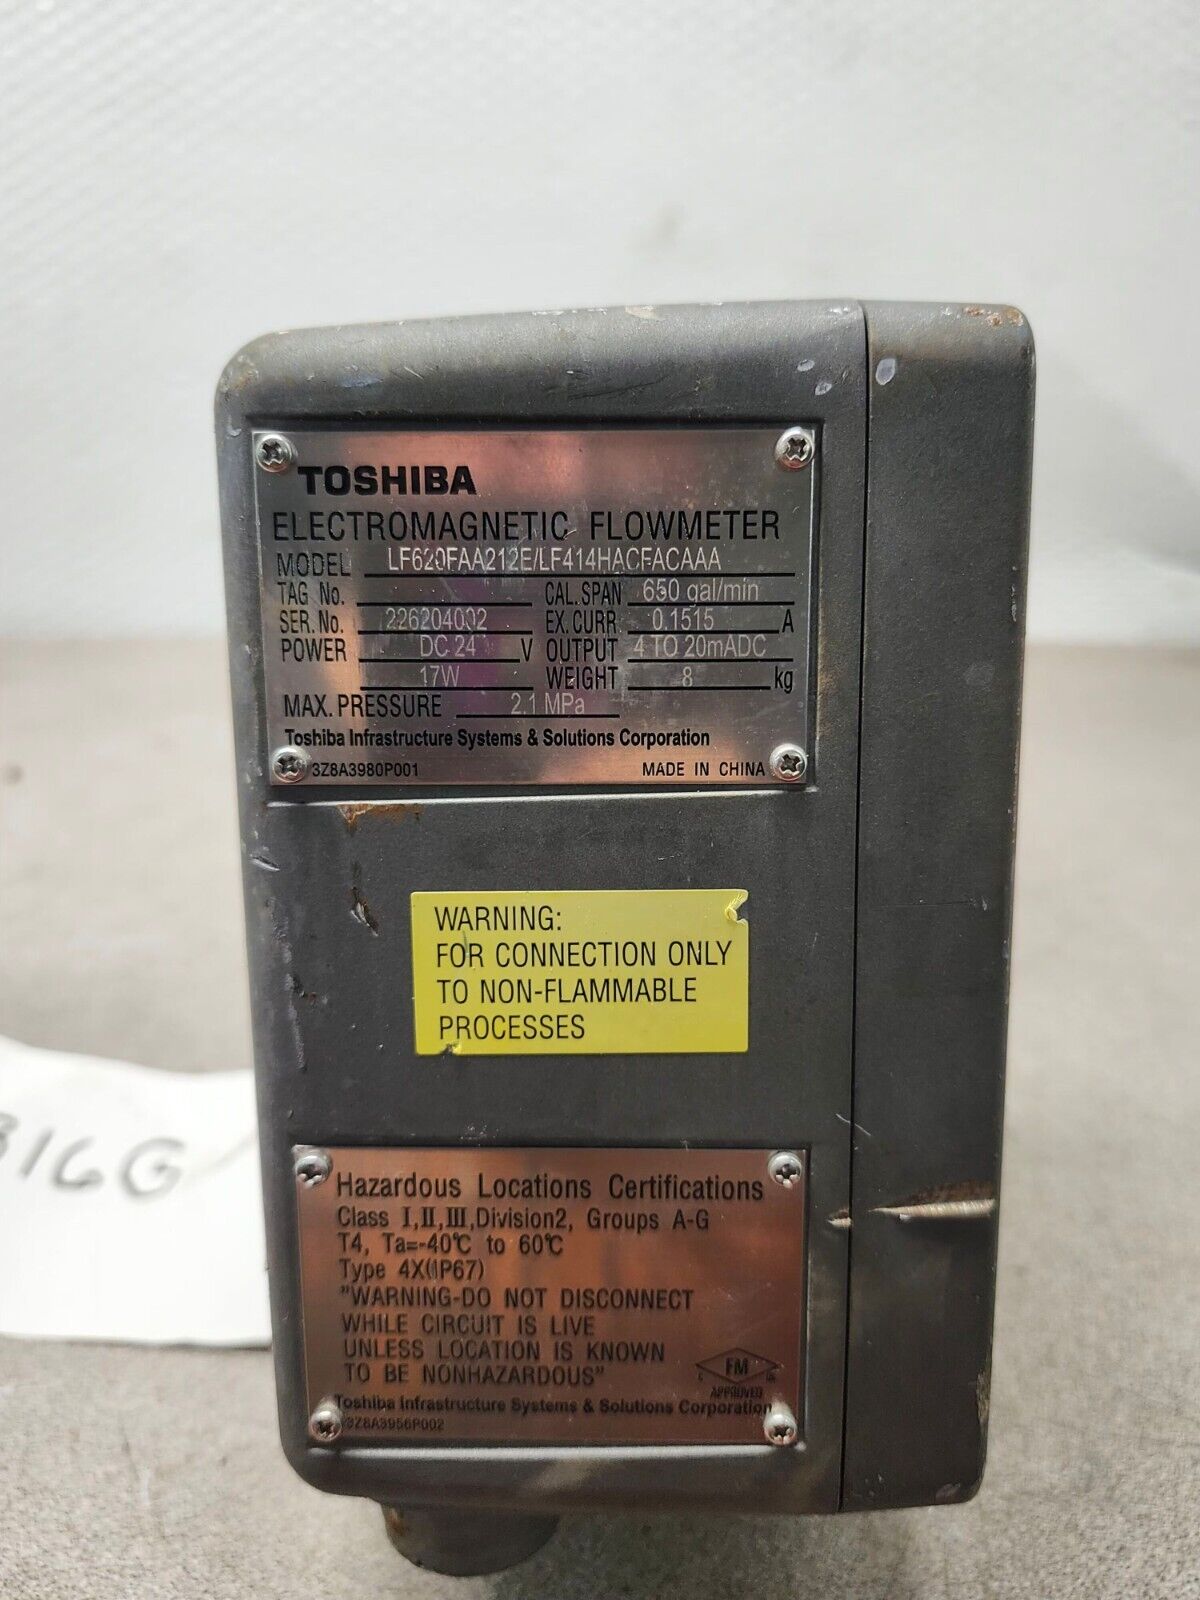 TOSHIBA
ELECTROMAGNETIC FLOWMETER
MODEL LF620FAA212E/LF414HACFACAAA
TAG No. CAL.SPAN 650 gal/min
SER.No. 226204002 EX.CURR. 0.1515 A
POWER DC 24 V OUTPUT 4 TO 20mADC
17W WEIGHT 8 kg
MAX. PRESSURE 2.1 MPa
Toshiba Infrastructure Systems & Solutions Corporation
3Z8A3980P001 MADE IN CHINA
WARNING:
FOR CONNECTION ONLY
TO NON-FLAMMABLE
PROCESSES
316G
Hazardous Locations Certifications
Class I,II,III,Division2, Groups A-G
T4, Ta=-40℃ to 60℃
Type 4X(IP67)
"WARNING-DO NOT DISCONNECT
WHILE CIRCUIT IS LIVE
UNLESS LOCATION IS KNOWN
TO BE NONHAZARDOUS"
FM
APPROVED
Toshiba Infrastructure Systems & Solutions Corporation
3Z8A3956P002